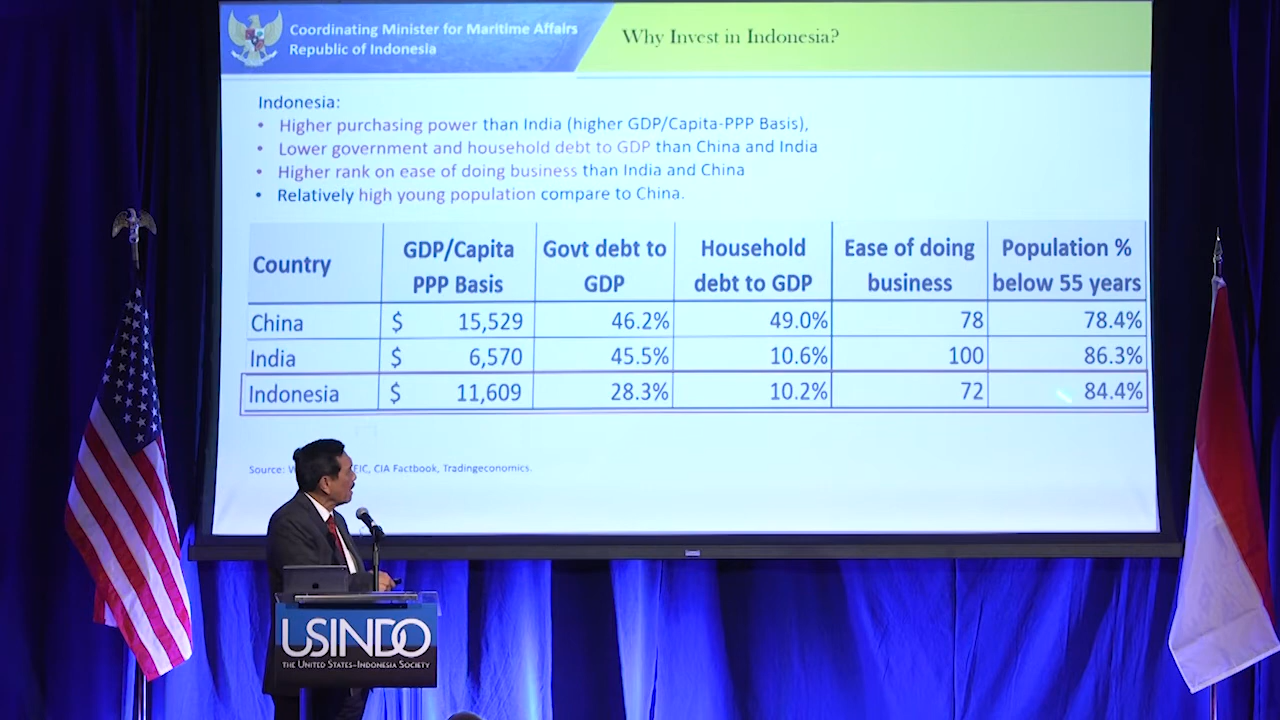 Coordinating Minister for Maritime Affairs
Republic of Indonesia
Why Invest in Indonesia?
Indonesia:
• Higher purchasing power than India (higher GDP/Capita-PPP Basis),
• Lower government and household debt to GDP than China and India
• Higher rank on ease of doing business than India and China
• Relatively high young population compare to China.
Country GDP/Capita PPP Basis Govt debt to GDP Household debt to GDP Ease of doing business Population % below 55 years
China $ 15,529 46.2% 49.0% 78 78.4%
India $ 6,570 45.5% 10.6% 100 86.3%
Indonesia $ 11,609 28.3% 10.2% 72 84.4%
Source: CIA Factbook, Tradingeconomics.
USINDO
THE UNITED STATES-INDONESIA SOCIETY